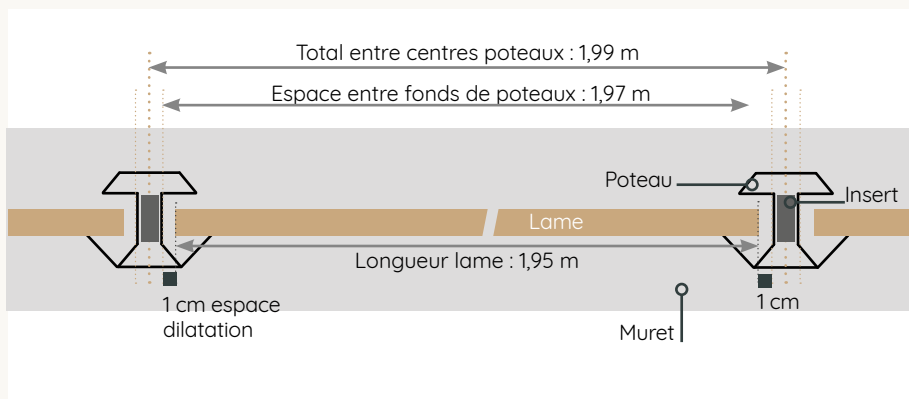 Total entre centres poteaux : 1,99 m
Espace entre fonds de poteaux : 1,97 m
Poteau
Insert
Lame
Longueur lame : 1,95 m
1 cm espace
dilatation
1 cm
Muret